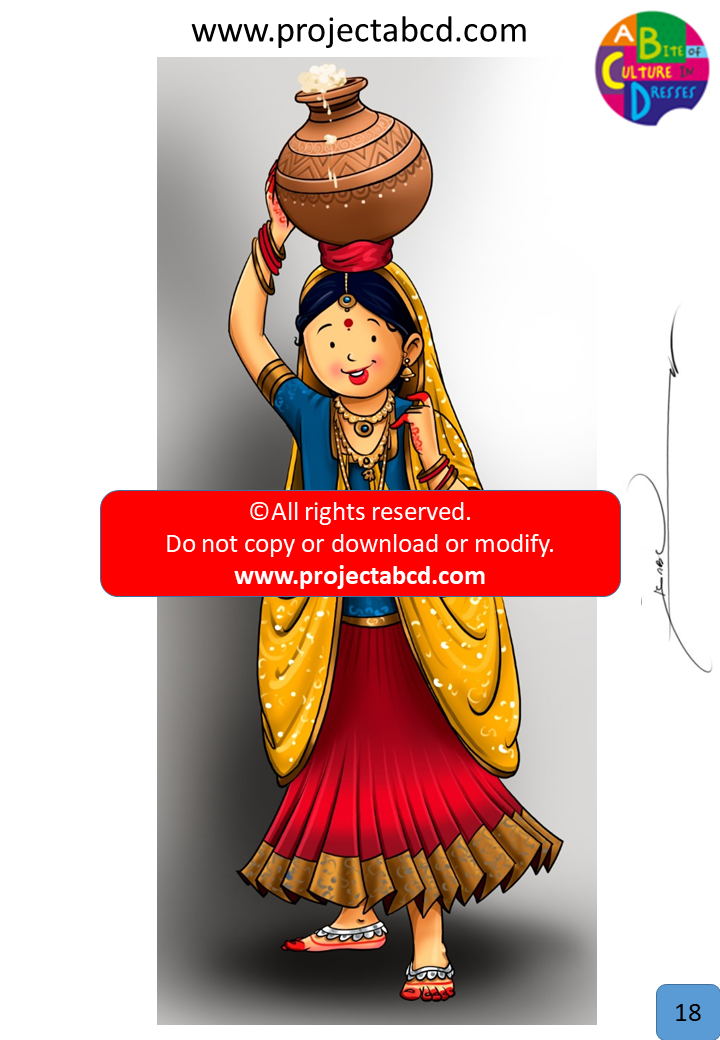 www.projectabcd.com
A BITE OF
CULTURE IN
DRESSES
©All rights reserved.
Do not copy or download or modify.
www.projectabcd.com
18